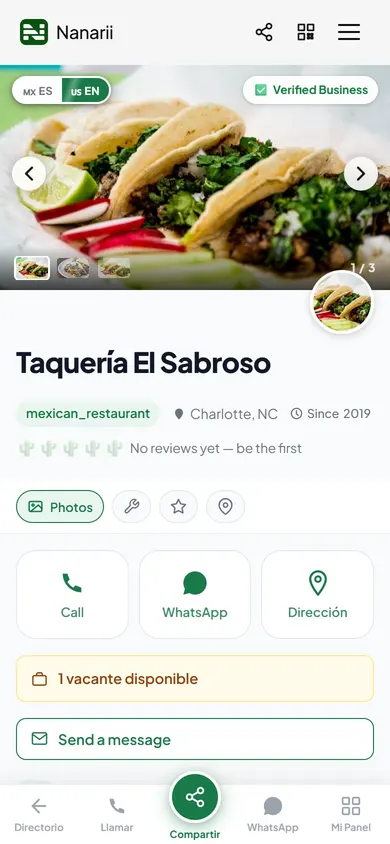 Nanarii
MX ES
US EN
Verified Business
1 / 3
Taquería El Sabroso
mexican_restaurant
Charlotte, NC
Since 2019
No reviews yet — be the first
Photos
Call
WhatsApp
Dirección
1 vacante disponible
Send a message
Directorio
Llamar
Compartir
WhatsApp
Mi Panel